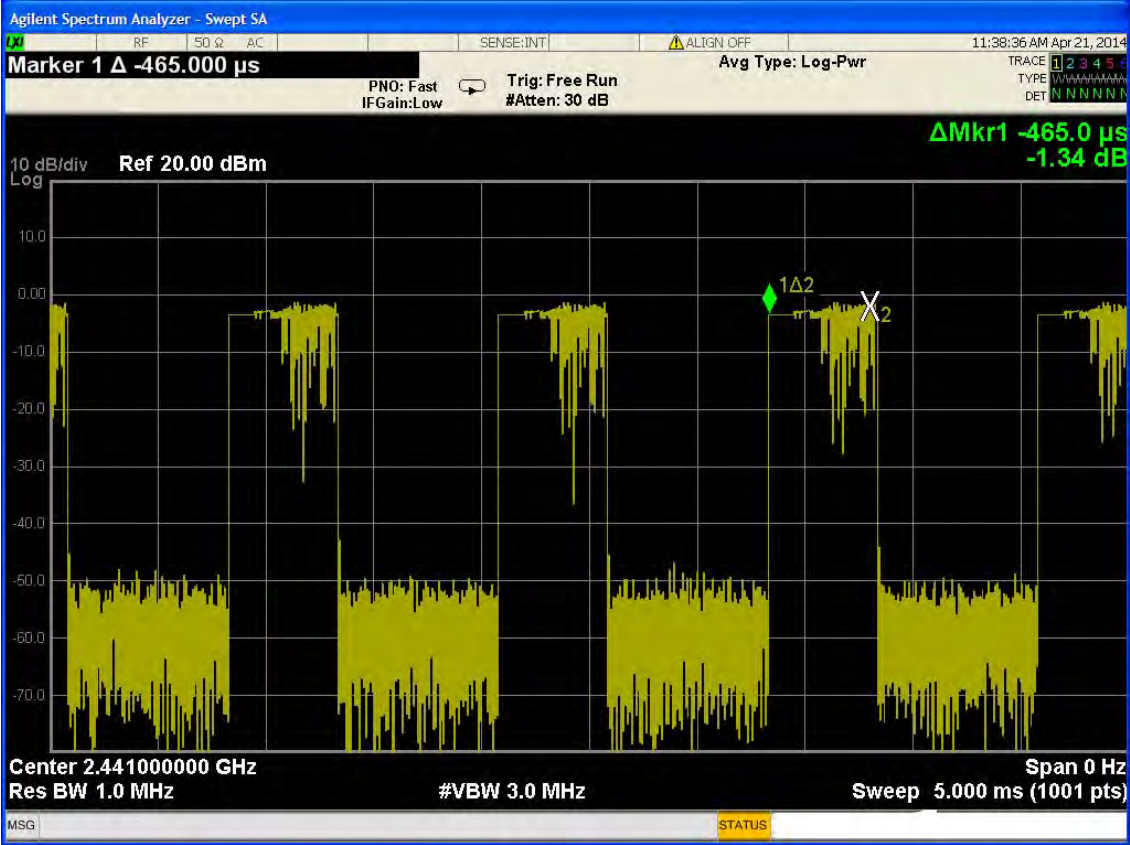 Agilent Spectrum Analyzer - Swept SA
LXI RF 50 Ω AC SENSE:INT ALIGN OFF 11:38:36 AM Apr 21, 2014
Marker 1 Δ -465.000 µs
PNO: Fast
IFGain:Low
Trig: Free Run
#Atten: 30 dB
Avg Type: Log-Pwr
TRACE 1 2 3 4 5 6
TYPE
DET N N N N N N
ΔMkr1 -465.0 µs
-1.34 dB
10 dB/div Ref 20.00 dBm
Log
10.0
0.00
-10.0
-20.0
-30.0
-40.0
-50.0
-60.0
-70.0
1Δ2
2
Center 2.441000000 GHz Span 0 Hz
Res BW 1.0 MHz #VBW 3.0 MHz Sweep 5.000 ms (1001 pts)
MSG STATUS